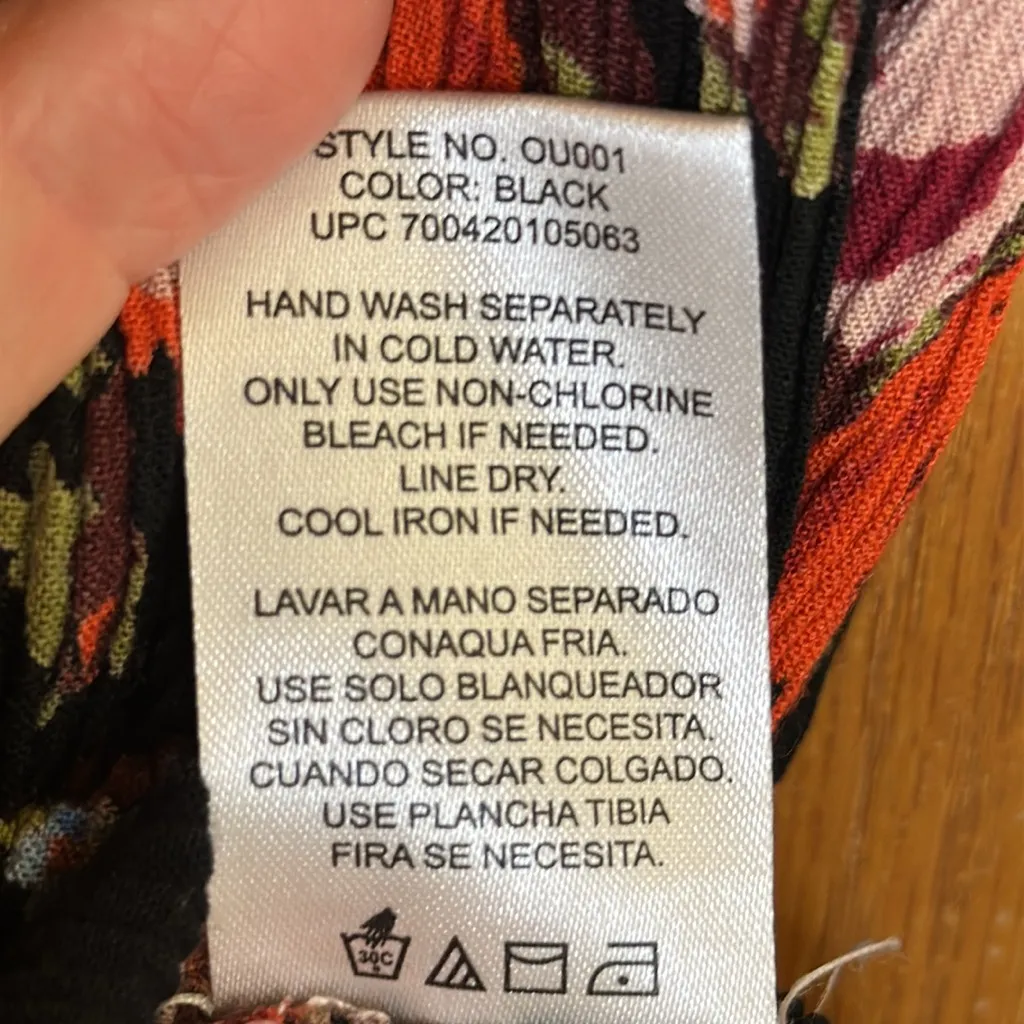 STYLE NO. OU001
COLOR: BLACK
UPC 700420105063
HAND WASH SEPARATELY
IN COLD WATER.
ONLY USE NON-CHLORINE
BLEACH IF NEEDED.
LINE DRY.
COOL IRON IF NEEDED.
LAVAR A MANO SEPARADO
CONAQUA FRIA.
USE SOLO BLANQUEADOR
SIN CLORO SE NECESITA.
CUANDO SECAR COLGADO.
USE PLANCHA TIBIA
FIRA SE NECESITA.
30C